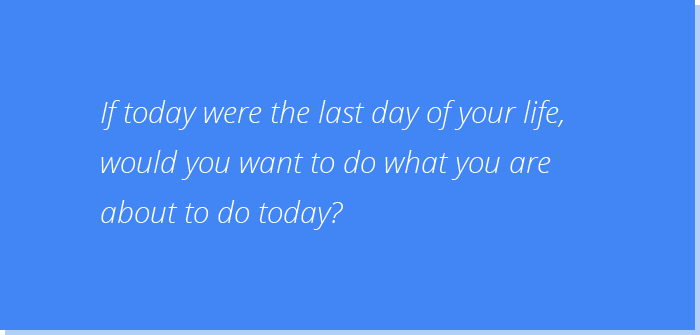 If today were the last day of your life,
would you want to do what you are
about to do today?